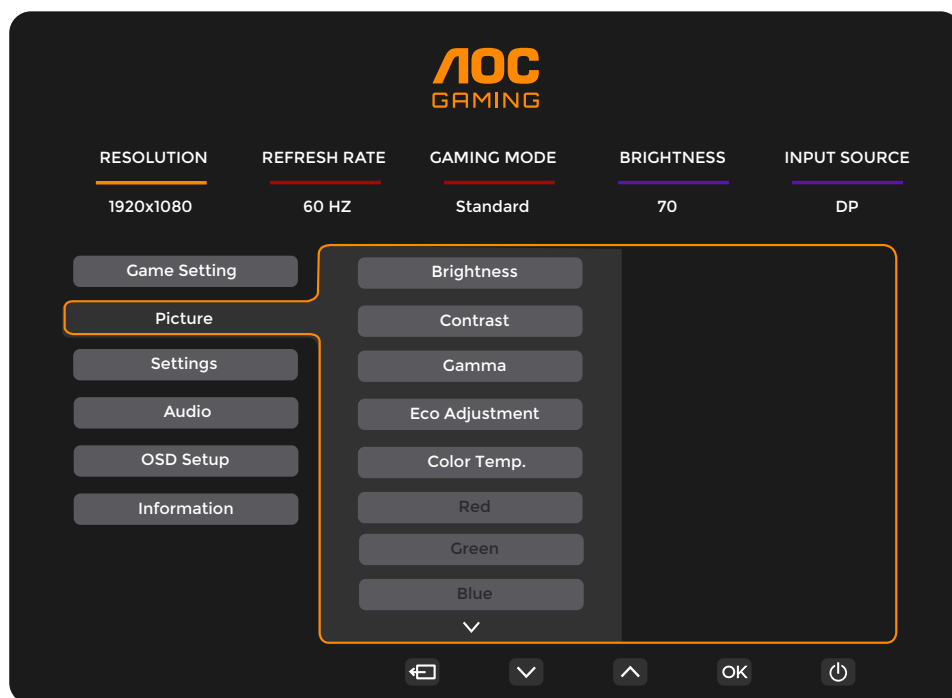 AOC
GAMING
RESOLUTION REFRESH RATE GAMING MODE BRIGHTNESS INPUT SOURCE
1920x1080 60 HZ Standard 70 DP
Game Setting
Picture
Settings
Audio
OSD Setup
Information
Brightness
Contrast
Gamma
Eco Adjustment
Color Temp.
Red
Green
Blue
OK